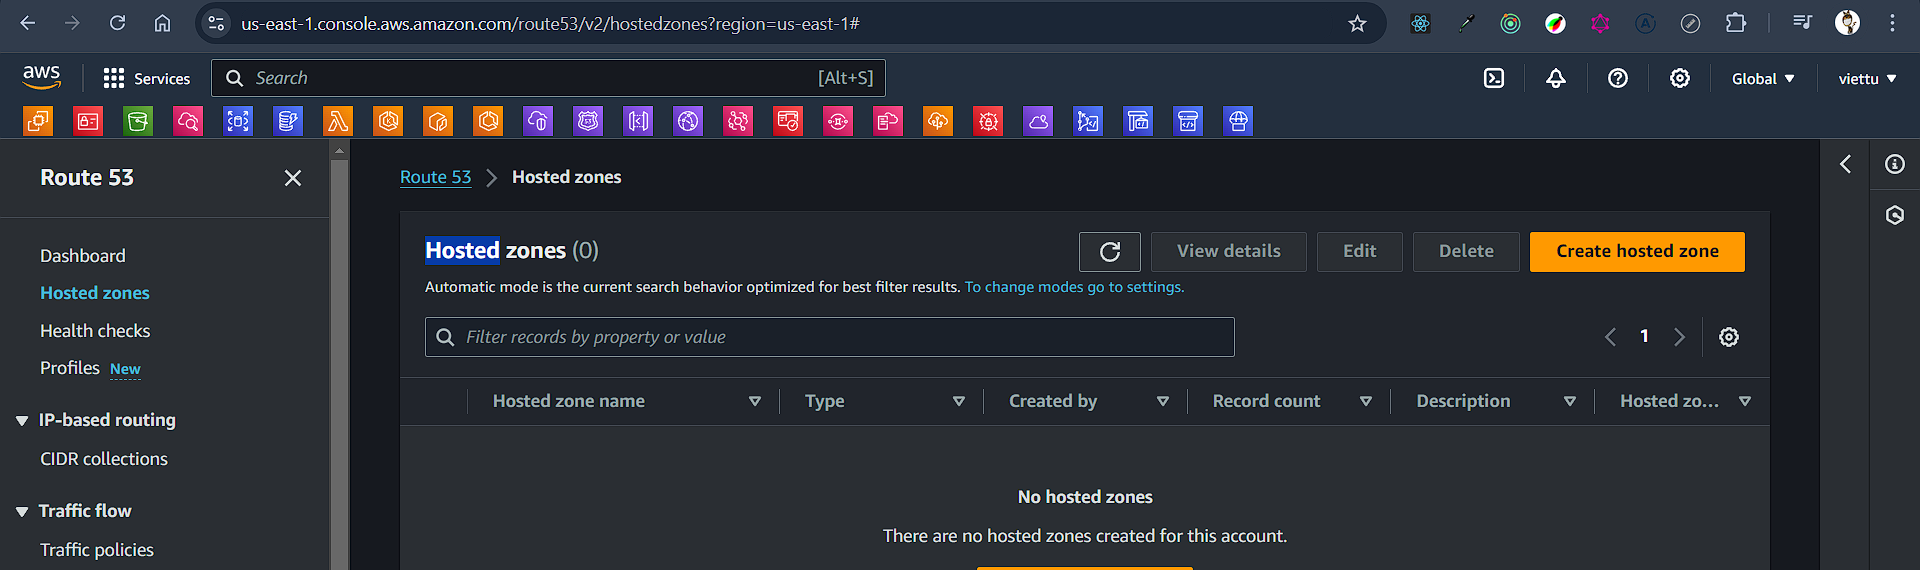 us-east-1.console.aws.amazon.com/route53/v2/hostedzones?region=us-east-1#
aws Services Search [Alt+S] Global viettu
Route 53
Dashboard
Hosted zones
Health checks
Profiles New
IP-based routing
CIDR collections
Traffic flow
Traffic policies
Route 53 Hosted zones
Hosted zones (0)
View details Edit Delete Create hosted zone
Automatic mode is the current search behavior optimized for best filter results. To change modes go to settings.
Filter records by property or value
1
Hosted zone name Type Created by Record count Description Hosted zo...
No hosted zones
There are no hosted zones created for this account.